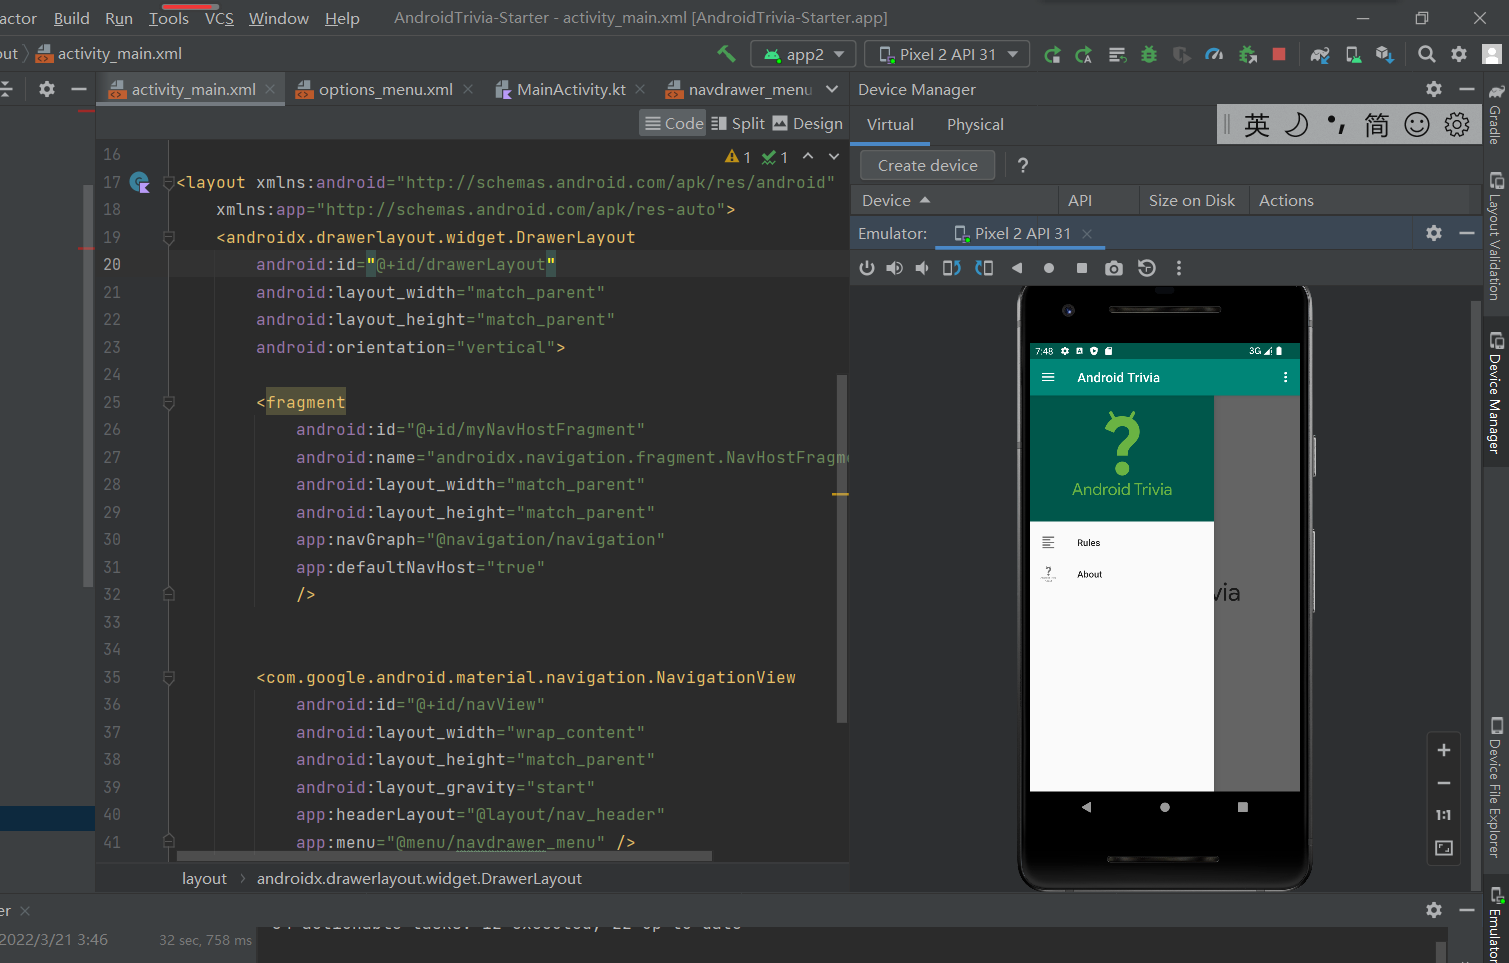 actor Build Run Tools VCS Window Help AndroidTrivia-Starter - activity_main.xml [AndroidTrivia-Starter.app]
out activity_main.xml app2 Pixel 2 API 31
activity_main.xml options_menu.xml MainActivity.kt navdrawer_menu
Code Split Design
1 1
16
17 <layout xmlns:android="http://schemas.android.com/apk/res/android"
18 xmlns:app="http://schemas.android.com/apk/res-auto">
19 <androidx.drawerlayout.widget.DrawerLayout
20 android:id="@+id/drawerLayout"
21 android:layout_width="match_parent"
22 android:layout_height="match_parent"
23 android:orientation="vertical">
24
25 <fragment
26 android:id="@+id/myNavHostFragment"
27 android:name="androidx.navigation.fragment.NavHostFragme
28 android:layout_width="match_parent"
29 android:layout_height="match_parent"
30 app:navGraph="@navigation/navigation"
31 app:defaultNavHost="true"
32 />
33
34
35 <com.google.android.material.navigation.NavigationView
36 android:id="@+id/navView"
37 android:layout_width="wrap_content"
38 android:layout_height="match_parent"
39 android:layout_gravity="start"
40 app:headerLayout="@layout/nav_header"
41 app:menu="@menu/navdrawer_menu" />
layout androidx.drawerlayout.widget.DrawerLayout
Device Manager
Virtual Physical
英 简
Create device ?
Device API Size on Disk Actions
Emulator: Pixel 2 API 31
7:48 3G
Android Trivia
?
Android Trivia
Rules
About
via
1:1
Gradle
Layout Validation
Device Manager
Device File Explorer
Emulator
er
2022/3/21 3:46 32 sec, 758 ms